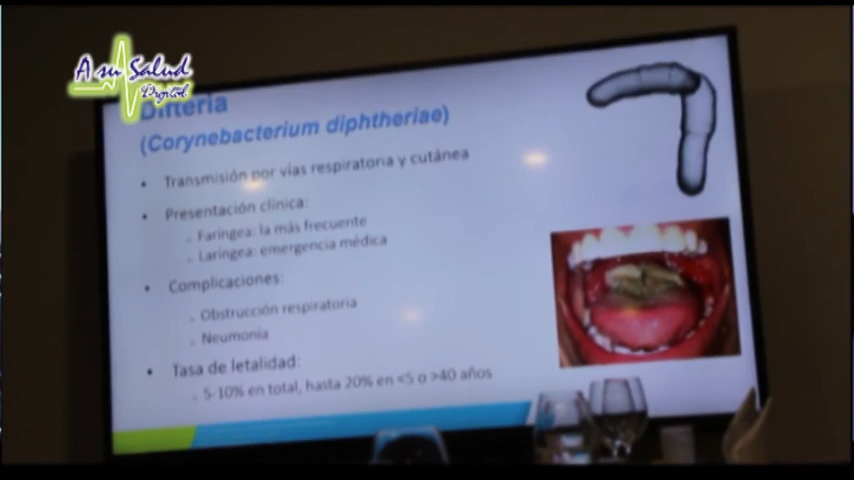 A su Salud
Digital
Difteria
(Corynebacterium diphtheriae)
• Transmisión por vías respiratoria y cutánea
• Presentación clínica:
Faríngea: la más frecuente
Laríngea: emergencia médica
• Complicaciones:
Obstrucción respiratoria
Neumonía
• Tasa de letalidad:
5-10% en total, hasta 20% en <5 o >40 años